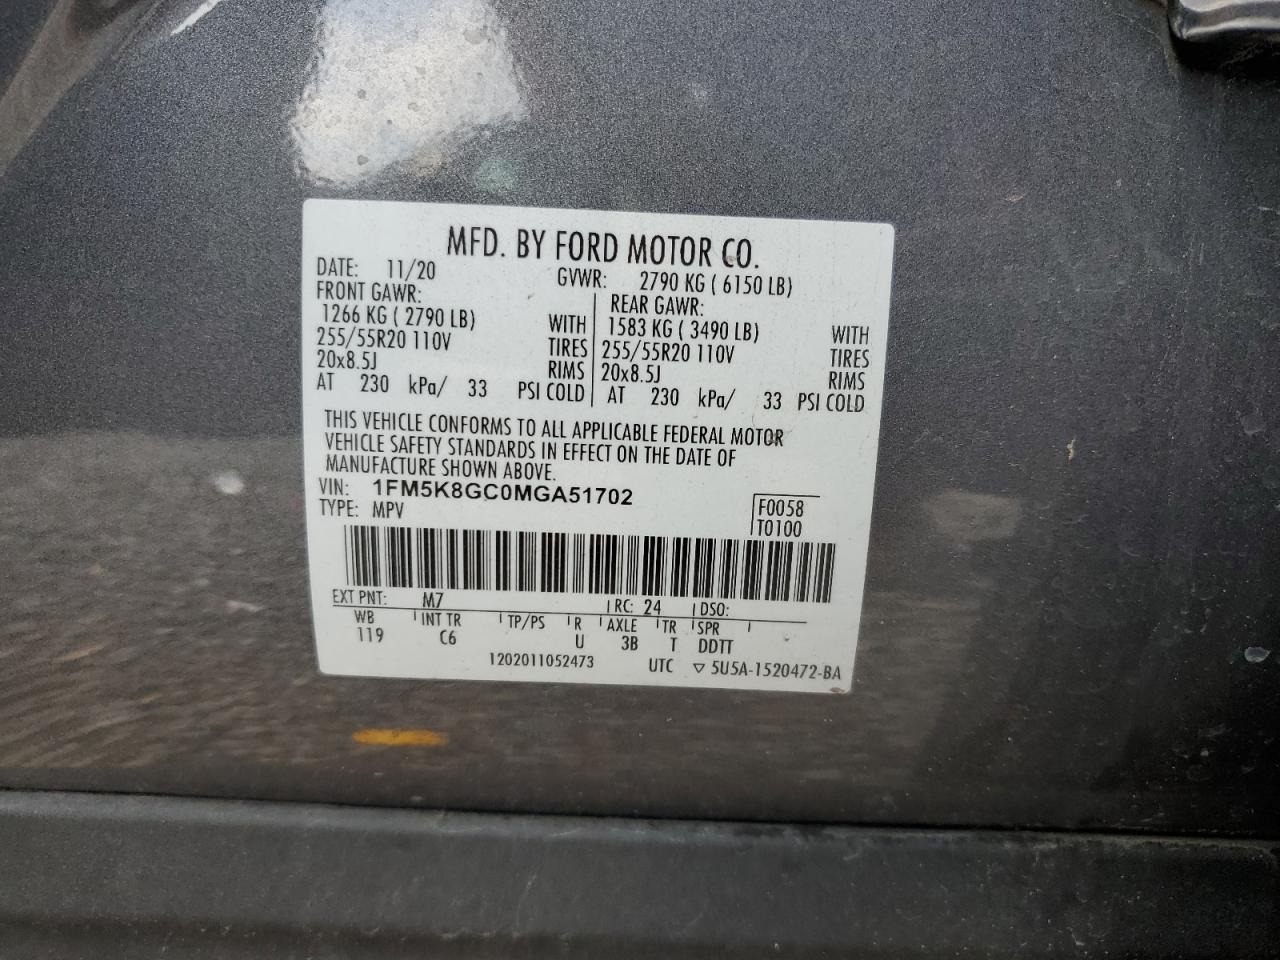 MFD. BY FORD MOTOR CO.
DATE: 11/20 GVWR: 2790 KG ( 6150 LB)
FRONT GAWR: REAR GAWR:
1266 KG ( 2790 LB) WITH 1583 KG ( 3490 LB) WITH
255/55R20 110V TIRES 255/55R20 110V TIRES
20x8.5J RIMS 20x8.5J RIMS
AT 230 kPa/ 33 PSI COLD AT 230 kPa/ 33 PSI COLD
THIS VEHICLE CONFORMS TO ALL APPLICABLE FEDERAL MOTOR
VEHICLE SAFETY STANDARDS IN EFFECT ON THE DATE OF
MANUFACTURE SHOWN ABOVE.
VIN: 1FM5K8GC0MGA51702
TYPE: MPV
F0058
T0100
EXT PNT: M7 RC: 24 DSO:
WB INT TR TP/PS R AXLE TR SPR
119 C6 U 3B T DDTT
1202011052473 UTC ▽ 5U5A-1520472-BA